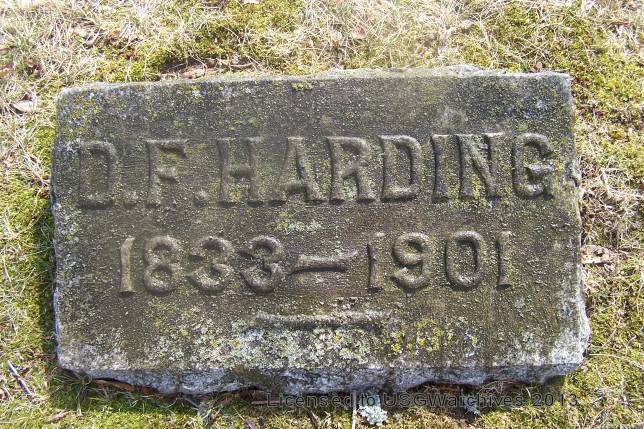 D.F.HARDING
1833–1901
Licensed to USGWarchives 2013